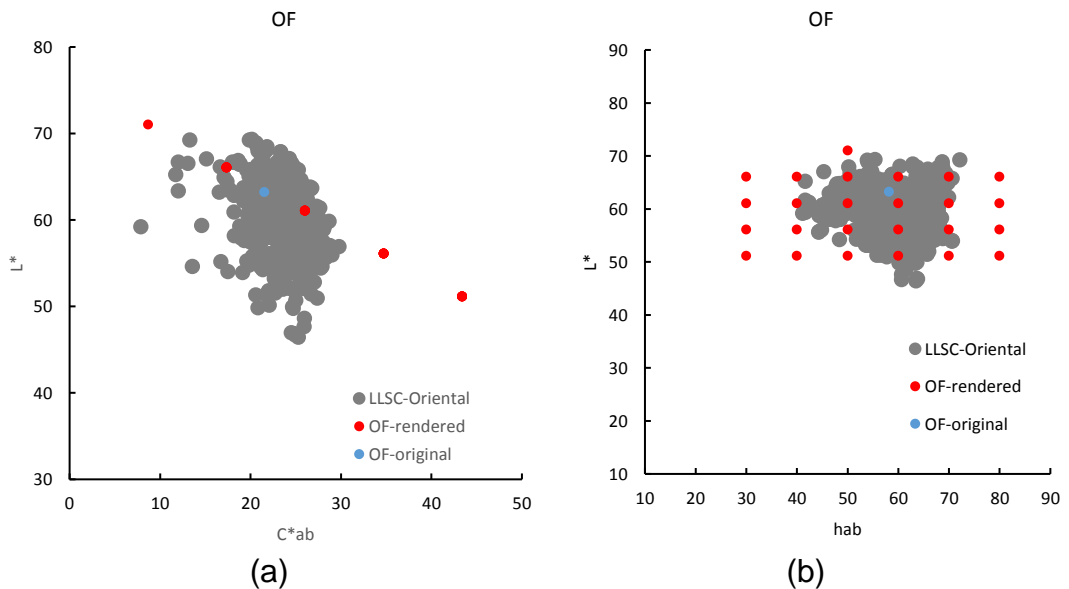 OF
80
70
60
50
40
30
L*
0 10 20 30 40 50
C*ab
LLSC-Oriental
OF-rendered
OF-original
(a)
OF
90
80
70
60
50
40
30
20
10
L*
10 20 30 40 50 60 70 80 90
hab
LLSC-Oriental
OF-rendered
OF-original
(b)